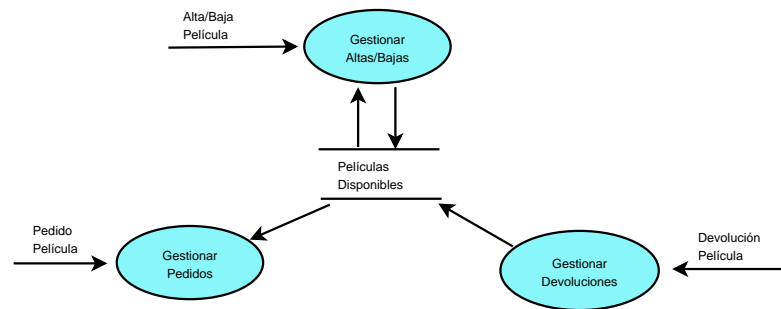 Alta/Baja
Película
Gestionar
Altas/Bajas
Películas
Disponibles
Pedido
Película
Gestionar
Pedidos
Gestionar
Devoluciones
Devolución
Película